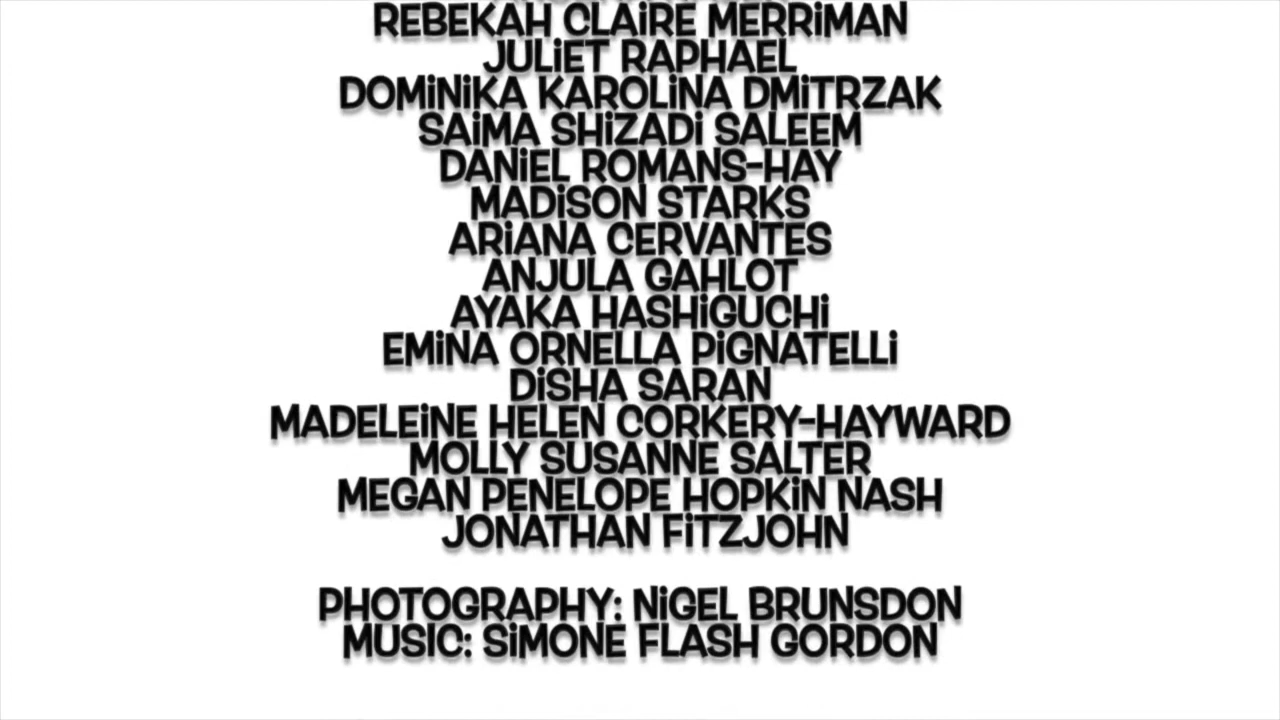 REBEKAH CLAiRE MERRiMAN
JULiET RAPHAEL
DOMiNiKA KAROLiNA DMiTRZAK
SAiMA SHiZADi SALEEM
DANiEL ROMANS-HAY
MADiSON STARKS
ARiANA CERVANTES
ANJULA GAHLOT
AYAKA HASHiGUCHi
EMiNA ORNELLA PiGNATELLi
DiSHA SARAN
MADELEiNE HELEN CORKERY-HAYWARD
MOLLY SUSANNE SALTER
MEGAN PENELOPE HOPKiN NASH
JONATHAN FiTZJOHN
PHOTOGRAPHY: NiGEL BRUNSDON
MUSIC: SiMONE FLASH GORDON